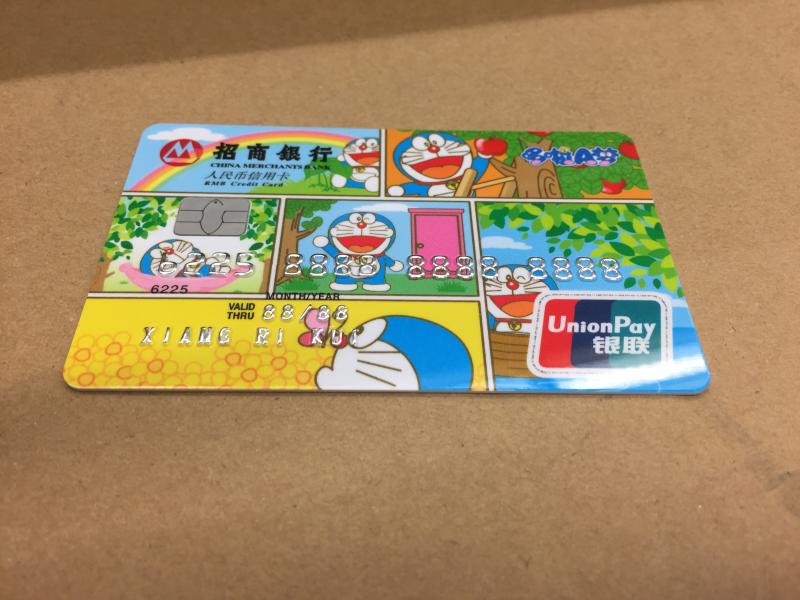 招商银行
CHINA MERCHANTS BANK
人民币信用卡
RMB Credit Card
哆啦A梦
6225 8888 8888 8888
6225
MONTH/YEAR
VALID THRU 88/88
XIANG RI KUI
UnionPay
银联